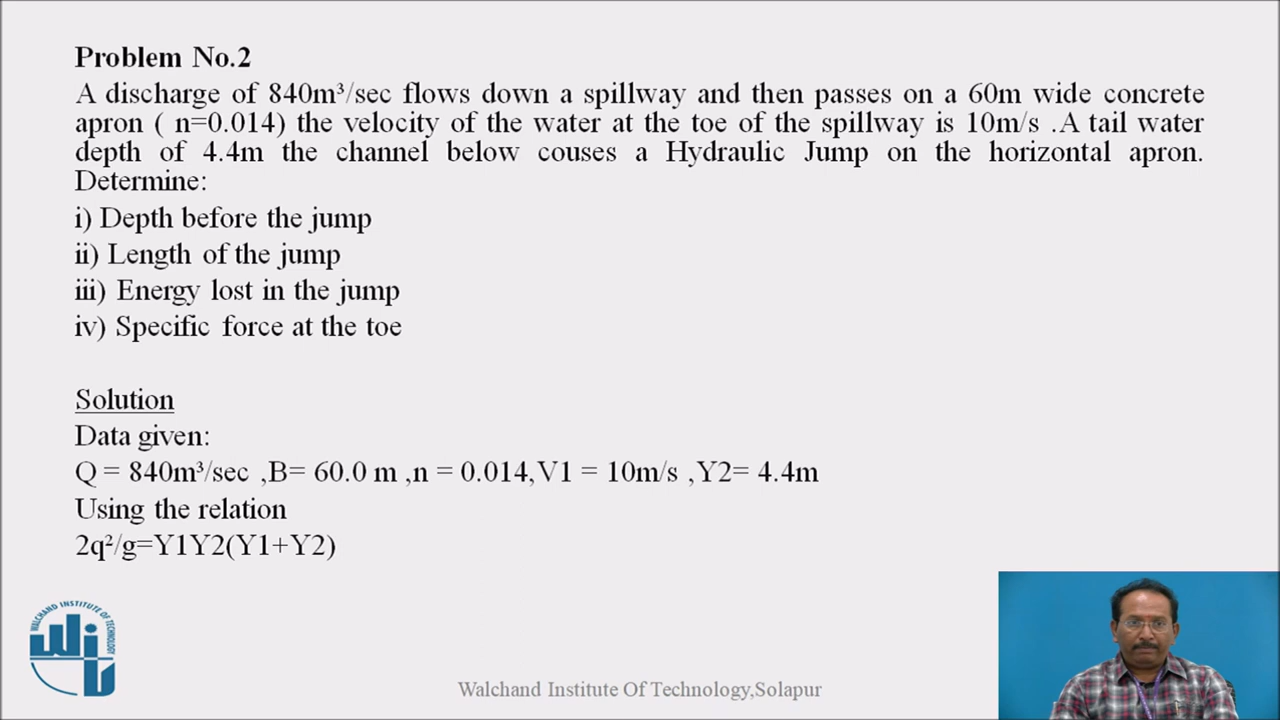 Problem No.2
A discharge of 840m³/sec flows down a spillway and then passes on a 60m wide concrete
apron ( n=0.014) the velocity of the water at the toe of the spillway is 10m/s .A tail water
depth of 4.4m the channel below couses a Hydraulic Jump on the horizontal apron.
Determine:
i) Depth before the jump
ii) Length of the jump
iii) Energy lost in the jump
iv) Specific force at the toe
Solution
Data given:
Q = 840m³/sec ,B= 60.0 m ,n = 0.014,V1 = 10m/s ,Y2= 4.4m
Using the relation
2q²/g=Y1Y2(Y1+Y2)
WALCHAND INSTITUTE OF TECHNOLOGY
WIT
Walchand Institute Of Technology,Solapur